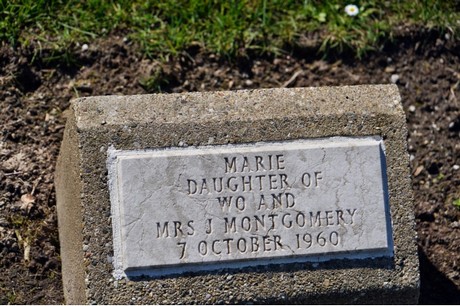 MARIE
DAUGHTER OF
WO AND
MRS J MONTGOMERY
7 OCTOBER 1960